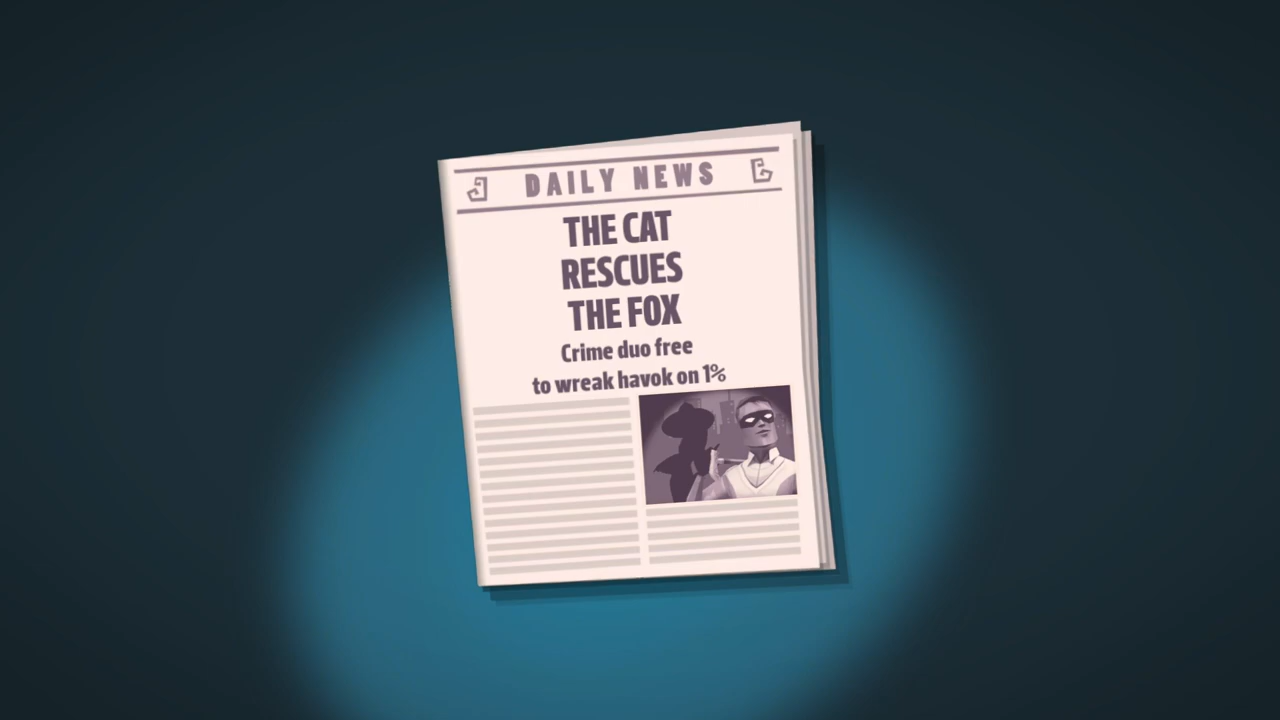 DAILY NEWS
THE CAT
RESCUES
THE FOX
Crime duo free
to wreak havok on 1%